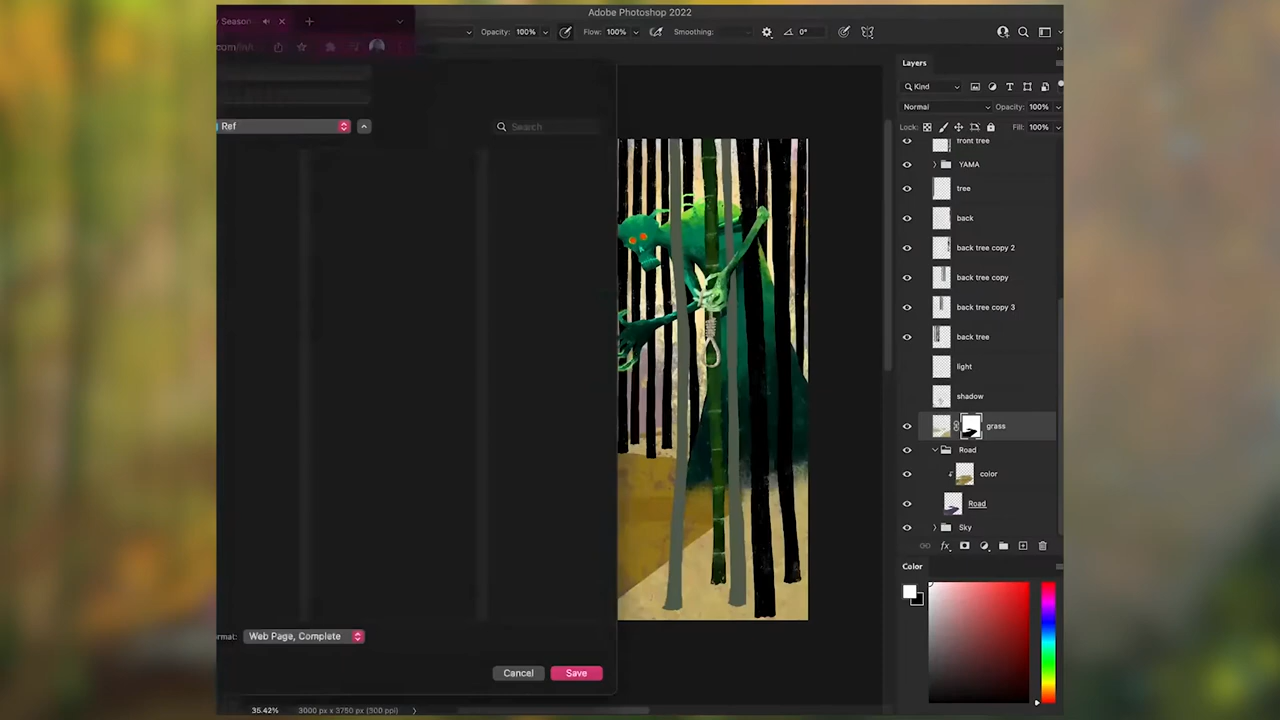 Adobe Photoshop 2022
Season
Opacity: 100%
Flow: 100%
Smoothing:
0°
Layers
Kind
Normal
Opacity: 100%
Lock:
Fill: 100%
Ref
Search
front tree
YAMA
tree
back
back tree copy 2
back tree copy
back tree copy 3
back tree
light
shadow
grass
Road
color
Road
Sky
fx
Color
Web Page, Complete
Cancel
Save
35.42%
3000 px x 3750 px (300 ppi)